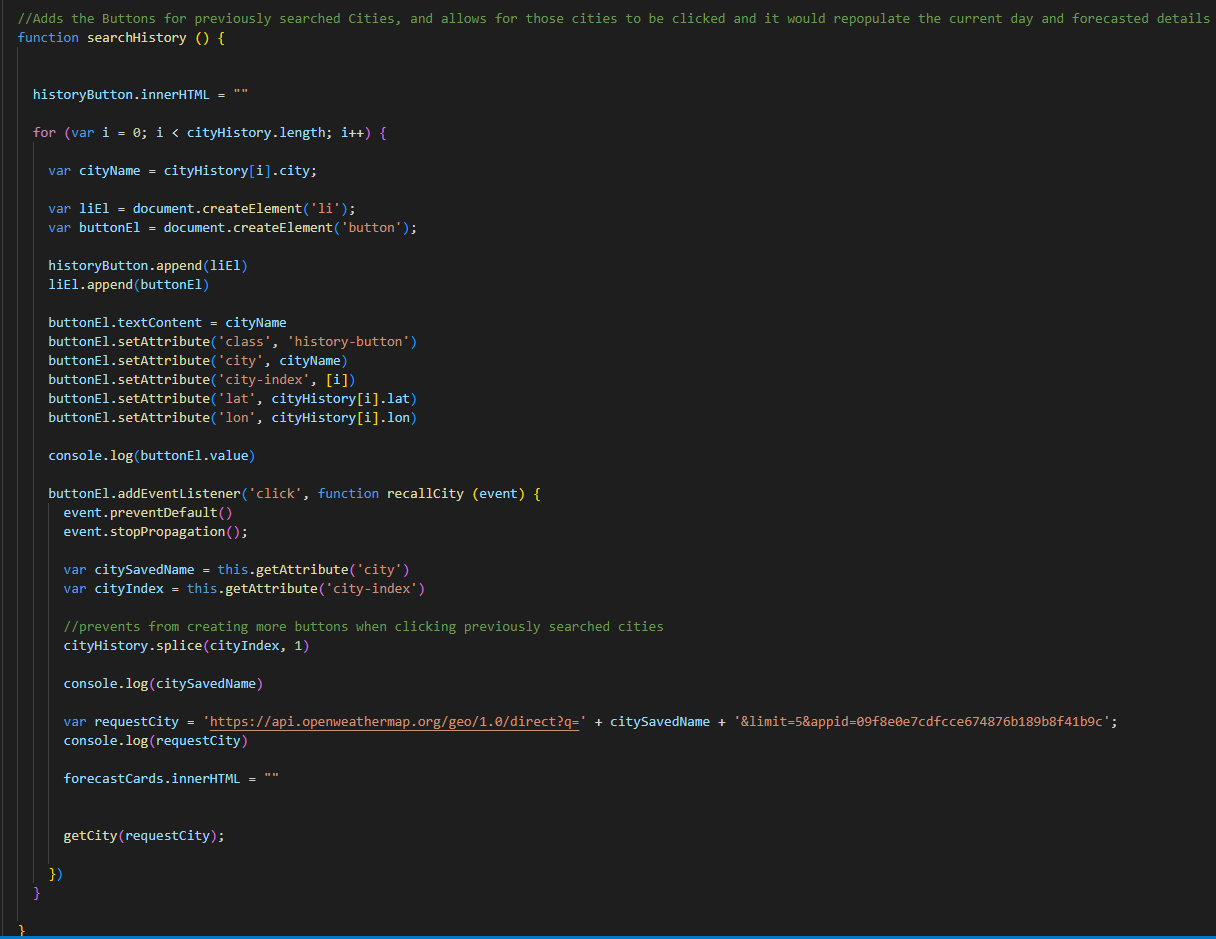 //Adds the Buttons for previously searched Cities, and allows for those cities to be clicked and it would repopulate the current day and forecasted details
function searchHistory () {
historyButton.innerHTML = ""
for (var i = 0; i < cityHistory.length; i++) {
var cityName = cityHistory[i].city;
var liEl = document.createElement('li');
var buttonEl = document.createElement('button');
historyButton.append(liEl)
liEl.append(buttonEl)
buttonEl.textContent = cityName
buttonEl.setAttribute('class', 'history-button')
buttonEl.setAttribute('city', cityName)
buttonEl.setAttribute('city-index', [i])
buttonEl.setAttribute('lat', cityHistory[i].lat)
buttonEl.setAttribute('lon', cityHistory[i].lon)
console.log(buttonEl.value)
buttonEl.addEventListener('click', function recallCity (event) {
event.preventDefault()
event.stopPropagation();
var citySavedName = this.getAttribute('city')
var cityIndex = this.getAttribute('city-index')
//prevents from creating more buttons when clicking previously searched cities
cityHistory.splice(cityIndex, 1)
console.log(citySavedName)
var requestCity = 'https://api.openweathermap.org/geo/1.0/direct?q=' + citySavedName + '&limit=5&appid=09f8e0e7cdfcce674876b189b8f41b9c';
console.log(requestCity)
forecastCards.innerHTML = ""
getCity(requestCity);
})
}
}